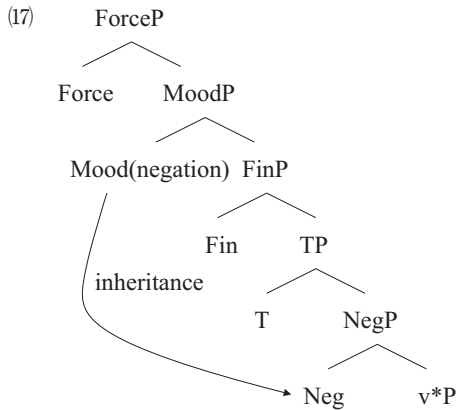 (17) ForceP
Force MoodP
Mood(negation) FinP
Fin TP
inheritance
T NegP
Neg v*P